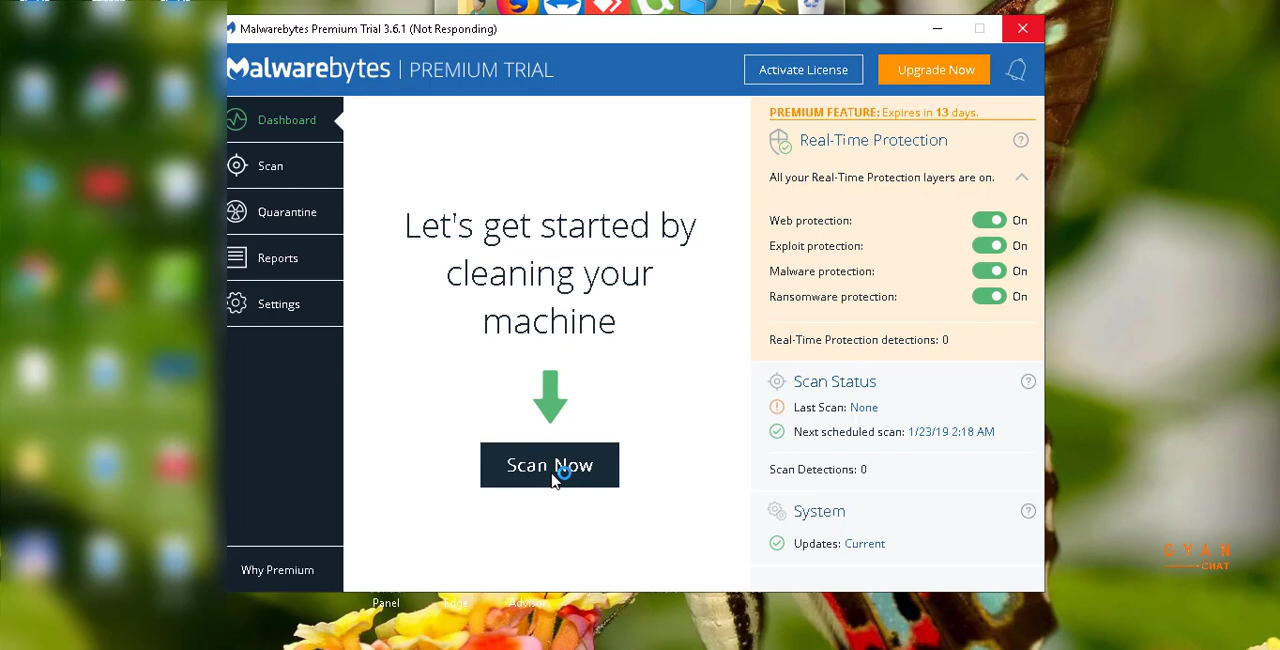 Malwarebytes Premium Trial 3.6.1 (Not Responding)
Malwarebytes | PREMIUM TRIAL
Activate License
Upgrade Now
Dashboard
Scan
Quarantine
Reports
Settings
Why Premium
Let's get started by
cleaning your
machine
Scan Now
PREMIUM FEATURE: Expires in 13 days.
Real-Time Protection
All your Real-Time Protection layers are on.
Web protection: On
Exploit protection: On
Malware protection: On
Ransomware protection: On
Real-Time Protection detections: 0
Scan Status
Last Scan: None
Next scheduled scan: 1/23/19 2:18 AM
Scan Detections: 0
System
Updates: Current
GYAN
CHAT
Panel Edge Advisor